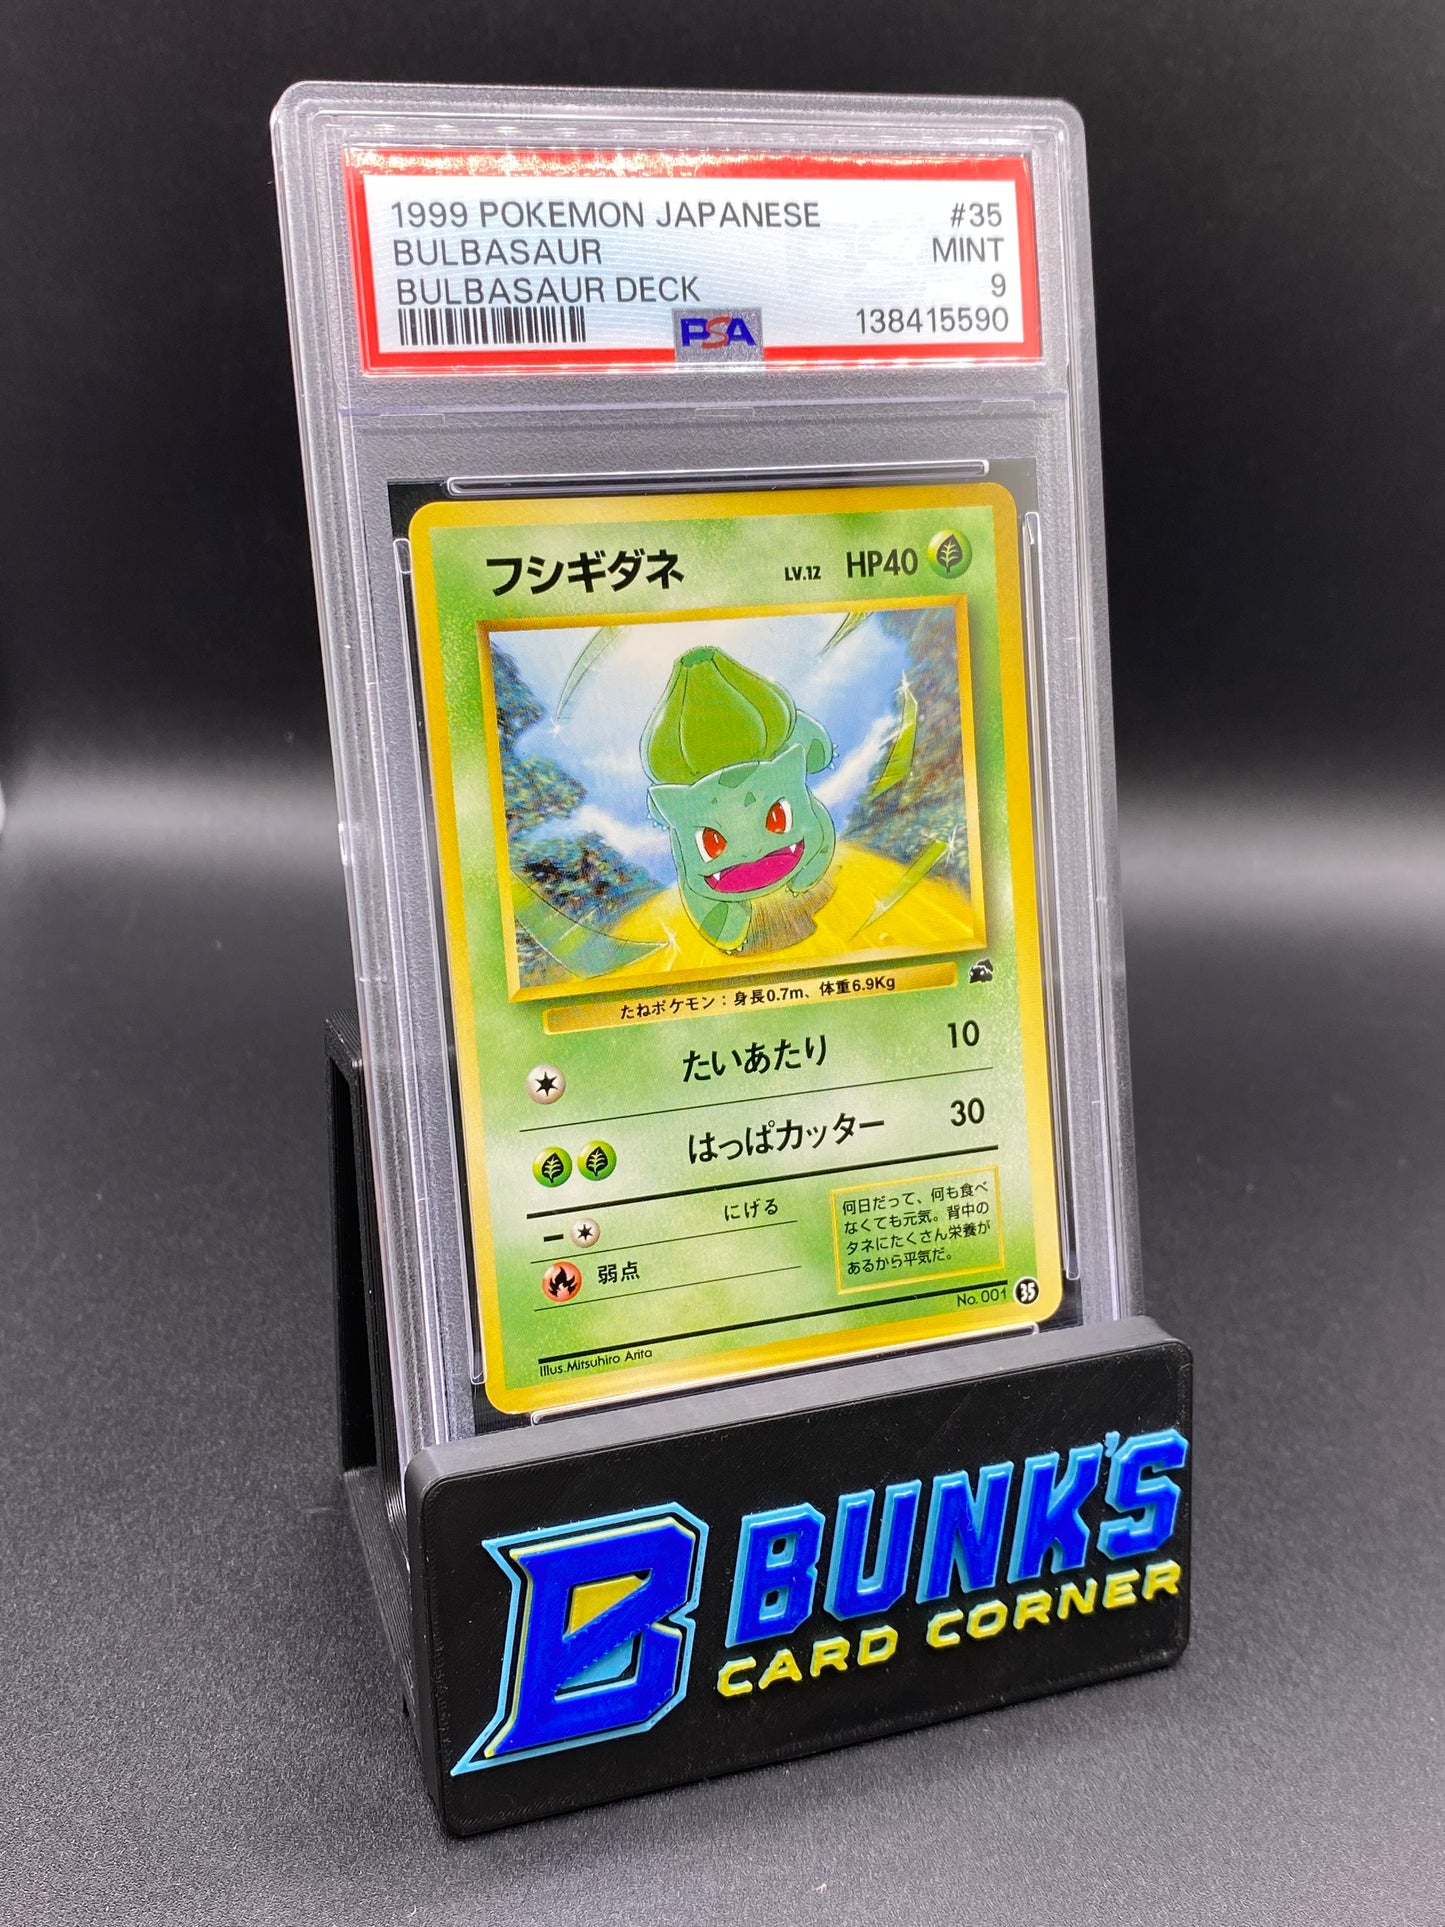 1999 POKEMON JAPANESE #35
BULBASAUR MINT
BULBASAUR DECK 9
PSA 138415590
フシギダネ LV.12 HP40
たねポケモン:身長0.7m、体重6.9Kg
たいあたり 10
はっぱカッター 30
にげる
弱点
何日だって、何も食べ
なくても元気。背中の
タネにたくさん栄養が
あるから平気だ。
No. 001 35
Illus.Mitsuhiro Arita
B BUNK'S
CARD CORNER